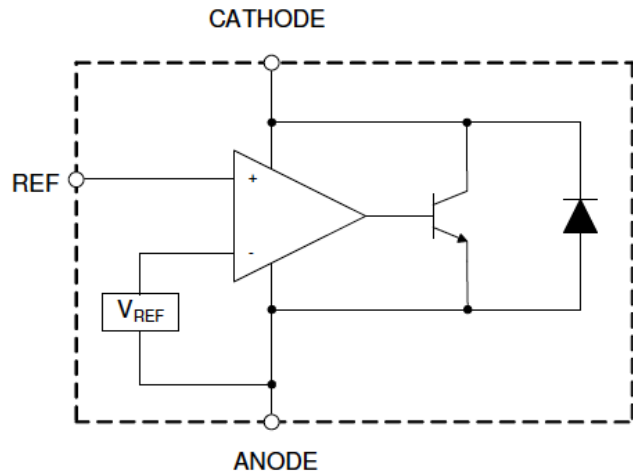 CATHODE
REF
+
-
VREF
ANODE